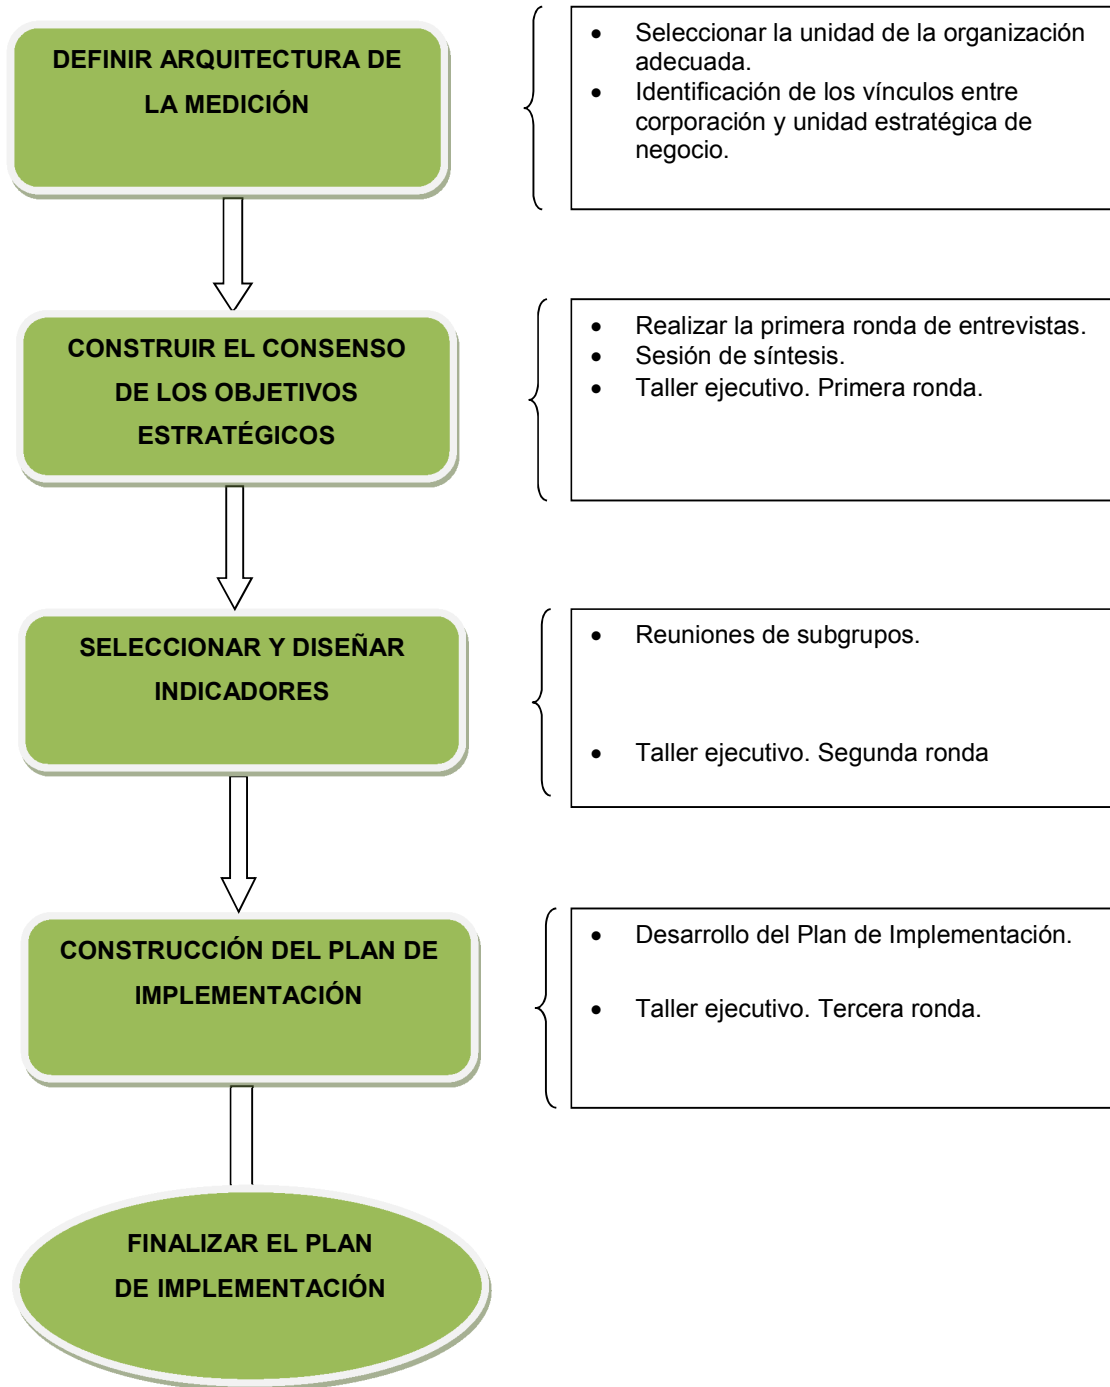 DEFINIR ARQUITECTURA DE
LA MEDICIÓN
• Seleccionar la unidad de la organización
adecuada.
• Identificación de los vínculos entre
corporación y unidad estratégica de
negocio.
CONSTRUIR EL CONSENSO
DE LOS OBJETIVOS
ESTRATÉGICOS
• Realizar la primera ronda de entrevistas.
• Sesión de síntesis.
• Taller ejecutivo. Primera ronda.
SELECCIONAR Y DISEÑAR
INDICADORES
• Reuniones de subgrupos.
• Taller ejecutivo. Segunda ronda
CONSTRUCCIÓN DEL PLAN DE
IMPLEMENTACIÓN
• Desarrollo del Plan de Implementación.
• Taller ejecutivo. Tercera ronda.
FINALIZAR EL PLAN
DE IMPLEMENTACIÓN